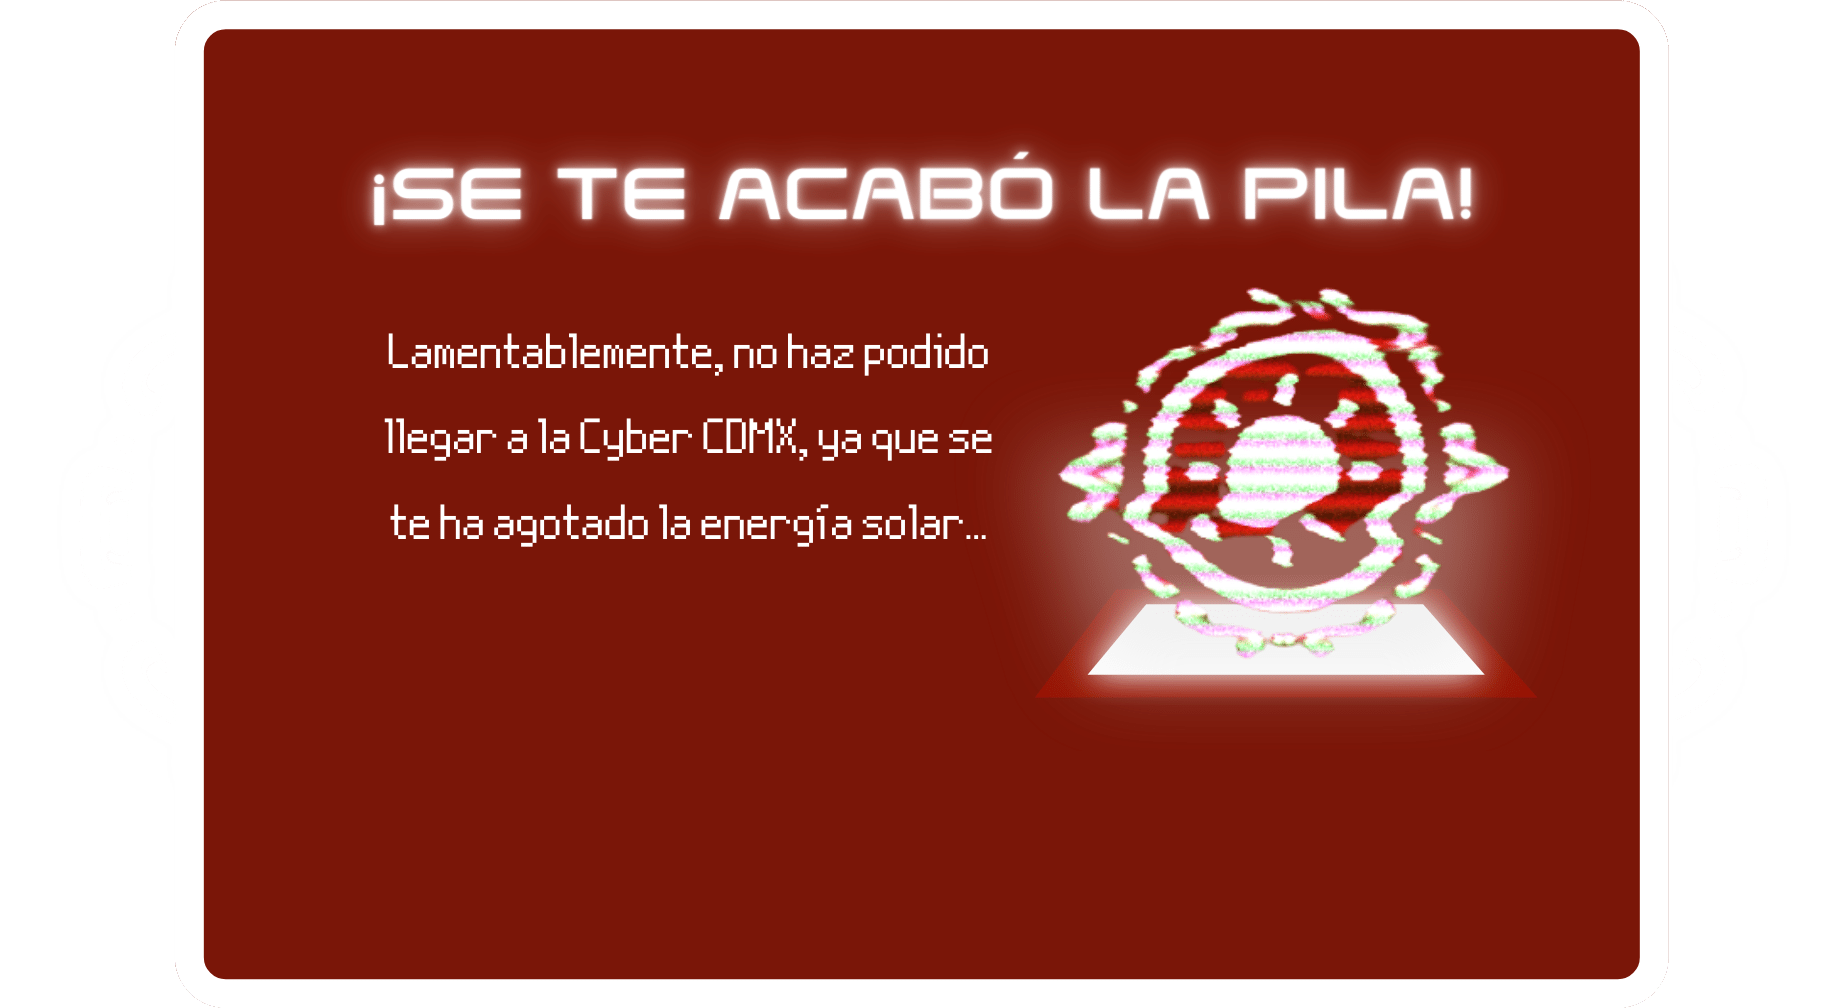 ¡SE TE ACABÓ LA PILA!
Lamentablemente, no haz podido
llegar a la Cyber CDMX, ya que se
te ha agotado la energía solar...